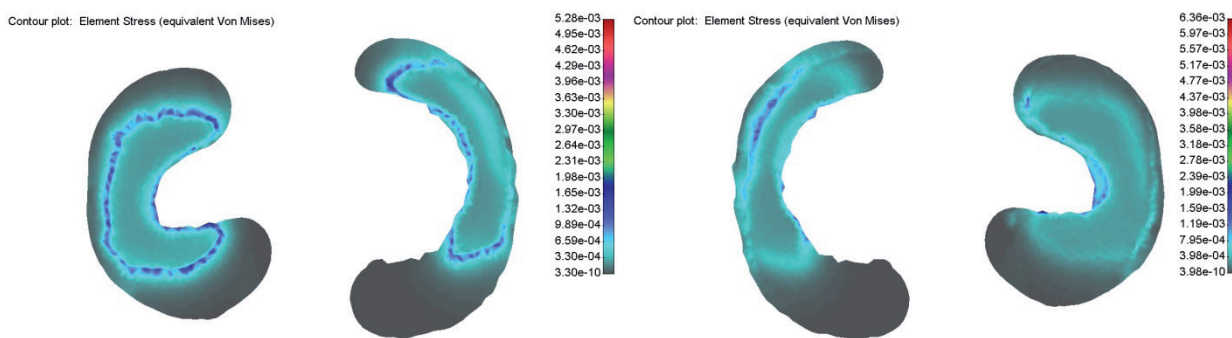 Contour plot: Element Stress (equivalent Von Mises)
5.28e-03
4.95e-03
4.62e-03
4.29e-03
3.96e-03
3.63e-03
3.30e-03
2.97e-03
2.64e-03
2.31e-03
1.98e-03
1.65e-03
1.32e-03
9.89e-04
6.59e-04
3.30e-04
3.30e-10
Contour plot: Element Stress (equivalent Von Mises)
6.36e-03
5.97e-03
5.57e-03
5.17e-03
4.77e-03
4.37e-03
3.98e-03
3.58e-03
3.18e-03
2.78e-03
2.39e-03
1.99e-03
1.59e-03
1.19e-03
7.95e-04
3.98e-04
3.98e-10